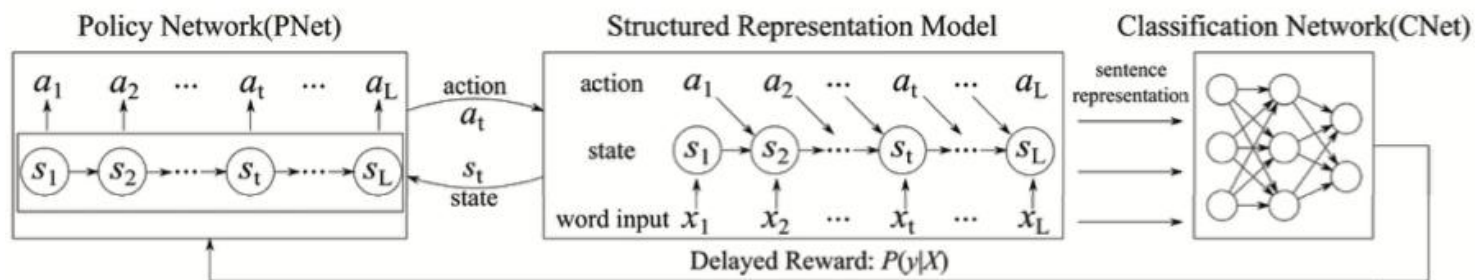 Policy Network(PNet)
a1 a2 ... at ... aL
s1 s2 ... st ... sL
action
at
st
state
Structured Representation Model
action a1 a2 ... at ... aL
state s1 s2 ... st ... sL
word input x1 x2 ... xt ... xL
Classification Network(CNet)
sentence
representation
Delayed Reward: P(y|X)